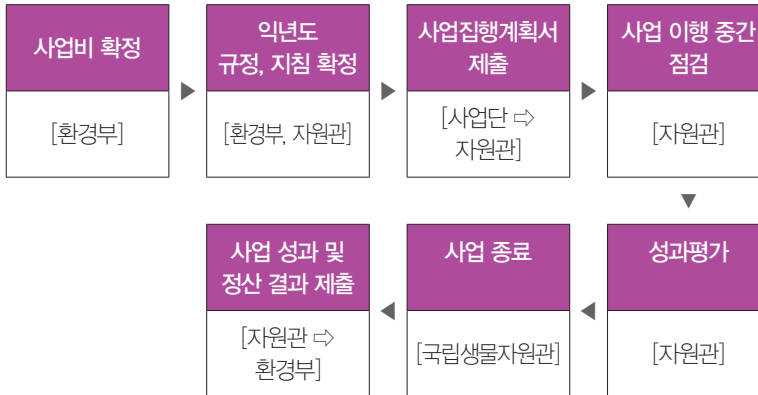 사업비 확정
[환경부]
익년도
규정, 지침 확정
[환경부, 자원관]
사업집행계획서
제출
[사업단 ⇨
자원관]
사업 이행 중간
점검
[자원관]
성과평가
[자원관]
사업 종료
[국립생물자원관]
사업 성과 및
정산 결과 제출
[자원관 ⇨
환경부]